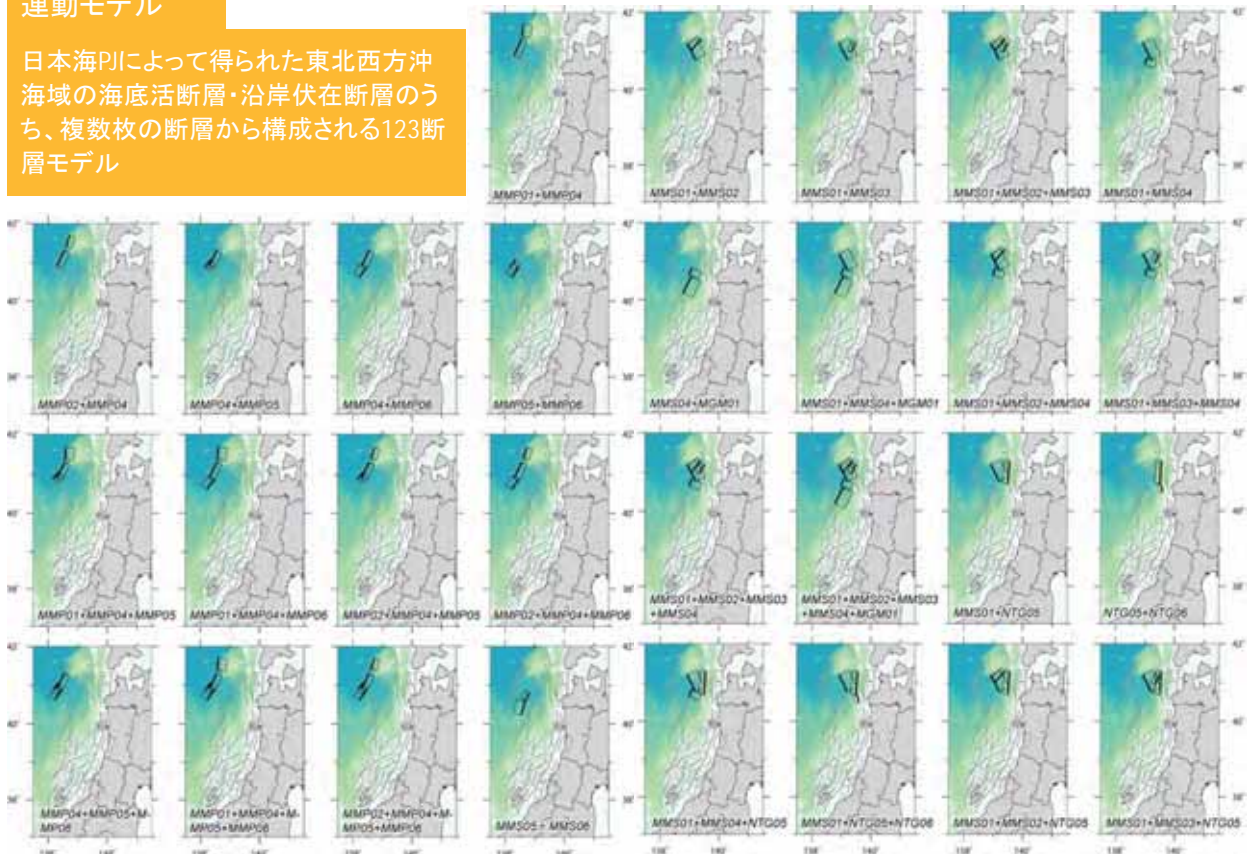 運動モデル
日本海PJによって得られた東北西方沖
海域の海底活断層・沿岸伏在断層のう
ち、複数枚の断層から構成される123断
層モデル
MMP01+MMP04
MMS01+MMS02
MMS01+MMS03
MMS01+MMS02+MMS03
MMS01+MMS04
MMP02+MMP04
MMP04+MMP05
MMP04+MMP06
MMP05+MMP06
MMS04+MGM01
MMS01+MMS04+MGM01
MMS01+MMS02+MMS04
MMS01+MMS03+MMS04
MMP01+MMP04+MMP05
MMP01+MMP04+MMP06
MMP02+MMP04+MMP05
MMP02+MMP04+MMP06
MMS01+MMS02+MMS03
+MMS04
MMS01+MMS02+MMS03
+MMS04+MGM01
MMS01+NTG05
NTG05+NTG06
MMP04+MMP05+M-
MP06
MMP01+MMP04+M-
MP05+MMP06
MMP02+MMP04+M-
MP05+MMP06
MMS05+MMS06
MMS01+MMS04+NTG05
MMS01+NTG05+NTG06
MMS01+MMS02+NTG05
MMS01+MMS03+NTG05